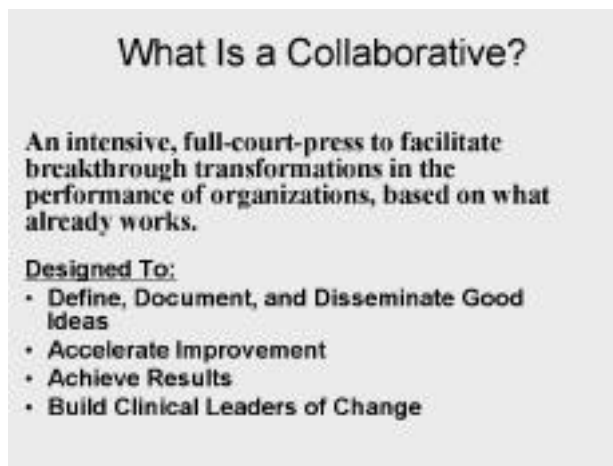 What Is a Collaborative?
An intensive, full-court-press to facilitate
breakthrough transformations in the
performance of organizations, based on what
already works.
Designed To:
• Define, Document, and Disseminate Good
Ideas
• Accelerate Improvement
• Achieve Results
• Build Clinical Leaders of Change